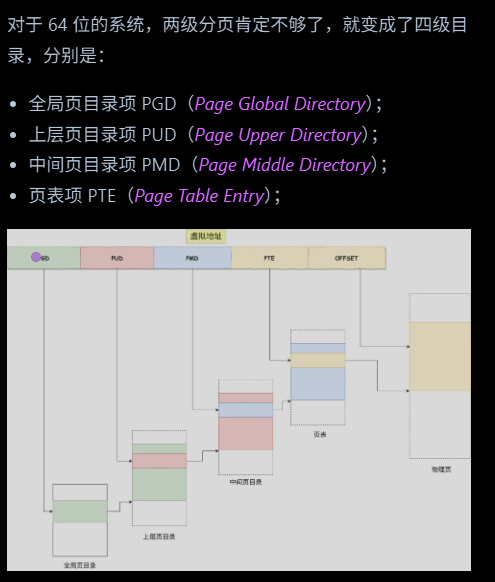 对于 64 位的系统，两级分页肯定不够了，就变成了四级目
录，分别是：
全局页目录项 PGD（Page Global Directory）；
上层页目录项 PUD（Page Upper Directory）；
中间页目录项 PMD（Page Middle Directory）；
页表项 PTE（Page Table Entry）；
虚拟地址
GD PUD PMD PTE OFFSET
页表
物理页
中间页目录
上层页目录
全局页目录